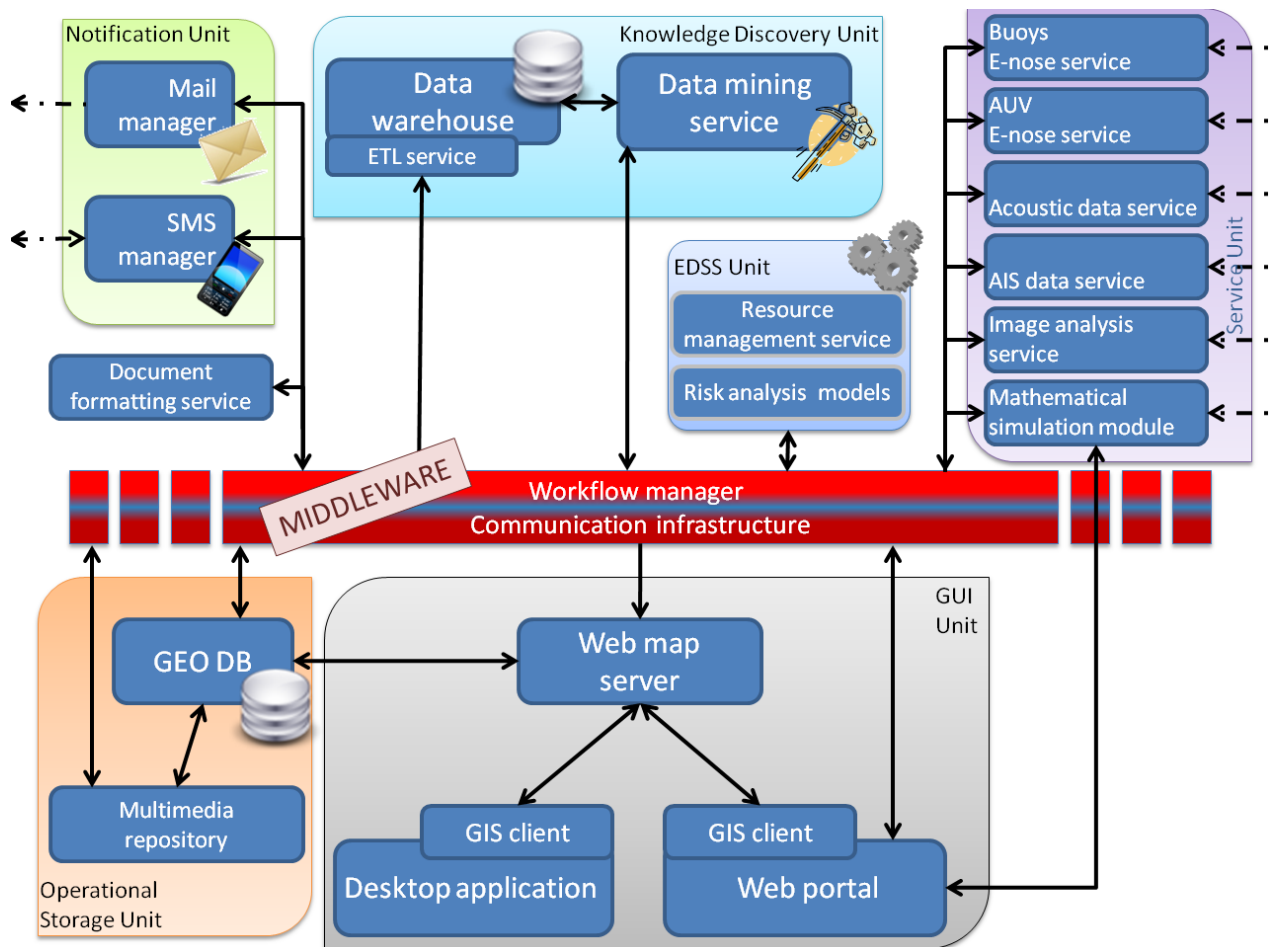 Notification Unit
Mail
manager
SMS
manager
Document
formatting service
Knowledge Discovery Unit
Data
warehouse
ETL service
Data mining
service
EDSS Unit
Resource
management service
Risk analysis  models
Buoys
E-nose service
AUV
E-nose service
Acoustic data service
AIS data service
Image analysis
service
Mathematical
simulation module
Service Unit
MIDDLEWARE
Workflow manager
Communication infrastructure
GEO DB
Multimedia
repository
Operational
Storage Unit
GUI
Unit
Web map
server
GIS client
Desktop application
GIS client
Web portal